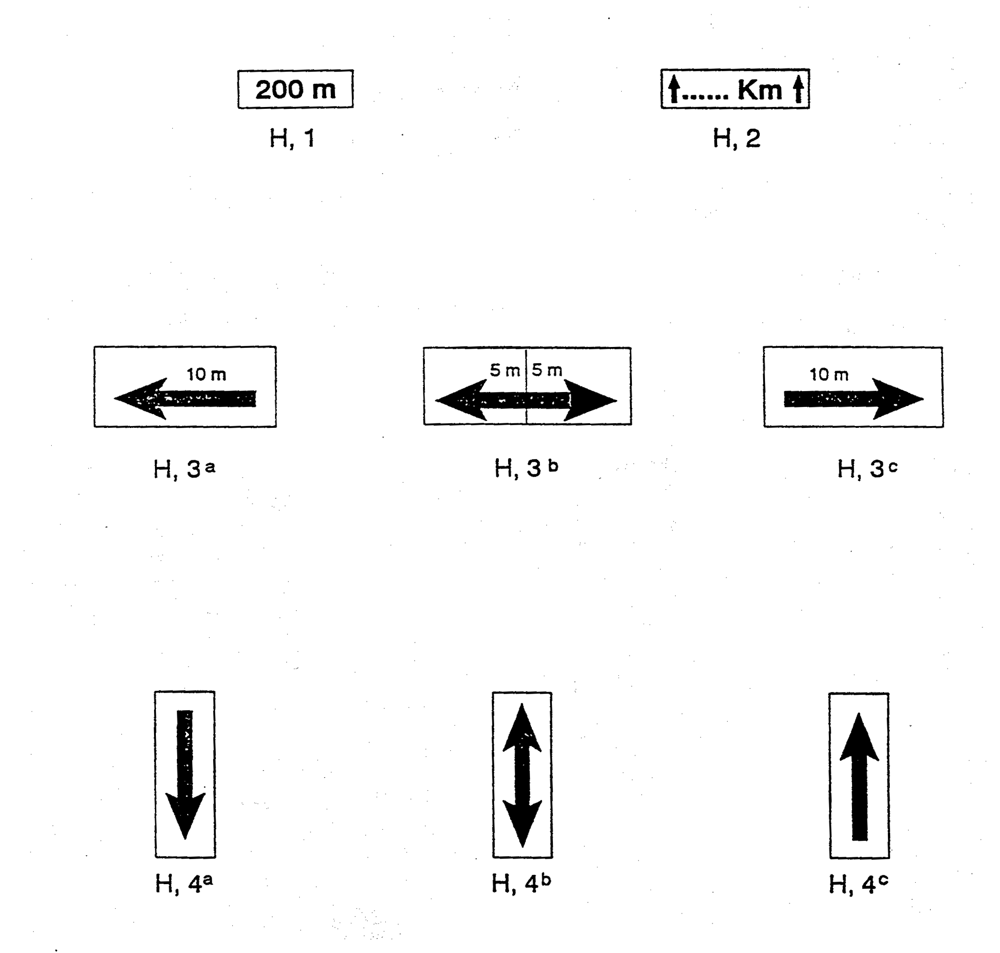 200 m
...... Km
H, 1
H, 2
10 m
5 m 5 m
10 m
H, 3a
H, 3b
H, 3c
H, 4a
H, 4b
H, 4c